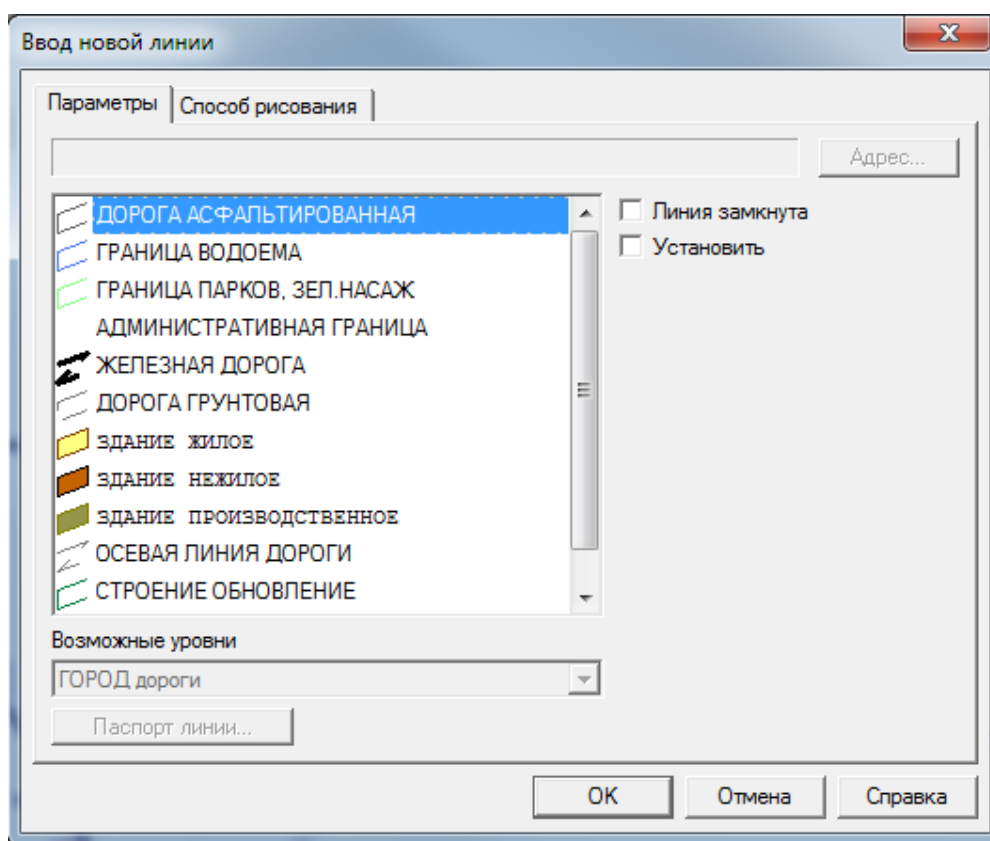 Ввод новой линии
Параметры
Способ рисования
Адрес...
ДОРОГА АСФАЛЬТИРОВАННАЯ
ГРАНИЦА ВОДОЕМА
ГРАНИЦА ПАРКОВ, ЗЕЛ.НАСАЖ
АДМИНИСТРАТИВНАЯ ГРАНИЦА
ЖЕЛЕЗНАЯ ДОРОГА
ДОРОГА ГРУНТОВАЯ
ЗДАНИЕ ЖИЛОЕ
ЗДАНИЕ НЕЖИЛОЕ
ЗДАНИЕ ПРОИЗВОДСТВЕННОЕ
ОСЕВАЯ ЛИНИЯ ДОРОГИ
СТРОЕНИЕ ОБНОВЛЕНИЕ
Линия замкнута
Установить
Возможные уровни
ГОРОД дороги
Паспорт линии...
OK
Отмена
Справка